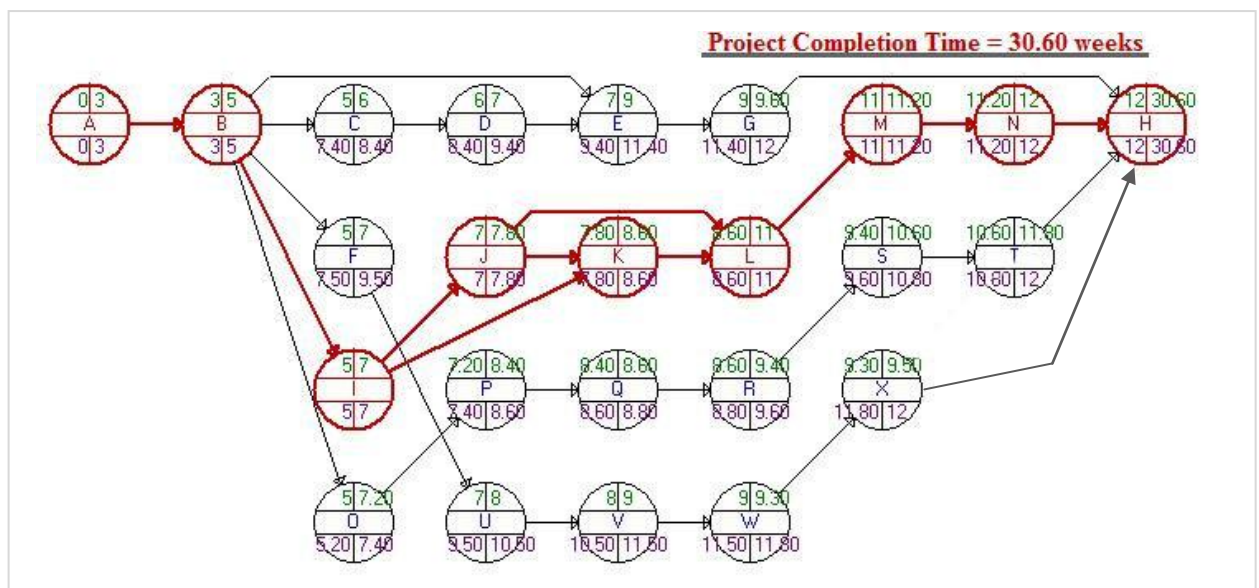 Project Completion Time = 30.60 weeks
0 3 3 5 5 6 6 7 7 9 9 9.60 11 11.20 11.20 12 12 30.60
A B C D E G M N H
0 3 3 5 7.40 8.40 8.40 9.40 9.40 11.40 11.40 12 11 11.20 11.20 12 12 30.60
5 7 7 7.80 7.80 8.60 8.60 11 9.40 10.60 10.60 11.80
F J K L S T
7.50 9.50 7 7.80 7.80 8.60 8.60 11 9.60 10.80 10.80 12
5 7 7.20 8.40 8.40 8.60 8.60 9.40 9.30 9.50
I P Q R X
5 7 7.40 8.60 8.60 8.80 8.80 9.60 11.80 12
5 7.20 7 8 8 9 9 9.30
O U V W
5.20 7.40 9.50 10.50 10.50 11.50 11.50 11.80